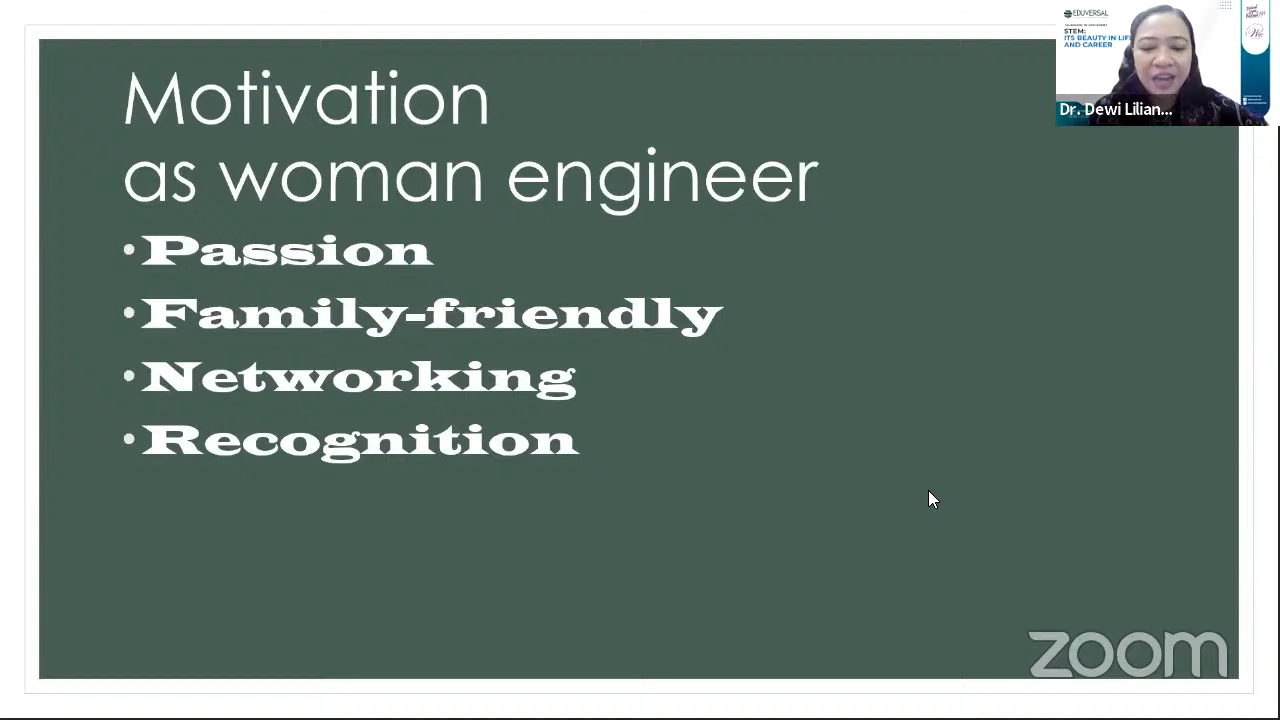 Motivation
as woman engineer
• Passion
• Family-friendly
• Networking
• Recognition
EDUVERSAL
STEM:
ITS BEAUTY IN LIF
AND CAREER
Dr. Dewi Lilian...
zoom